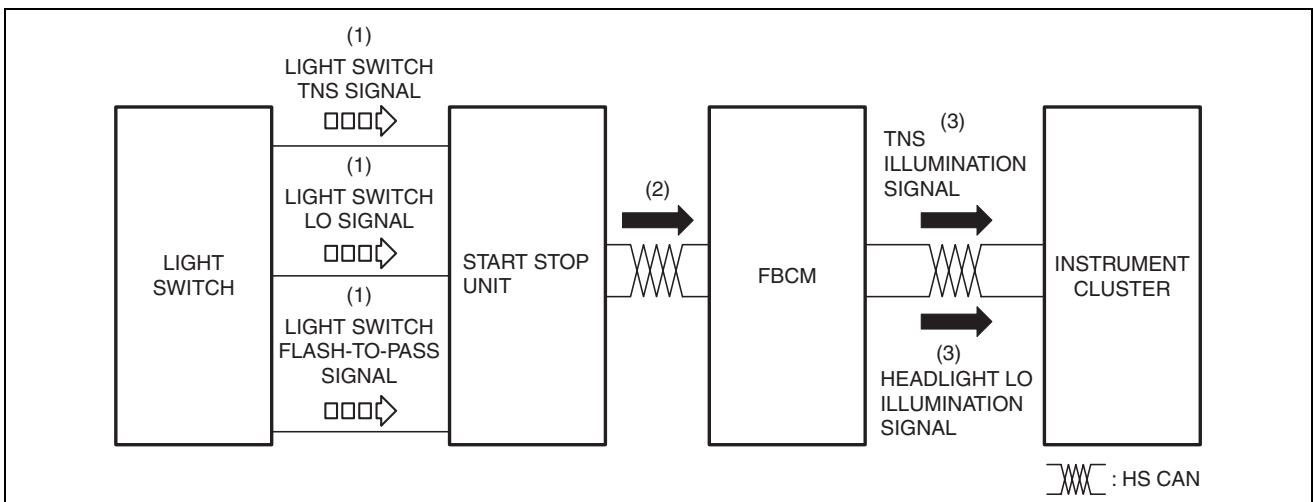 (1)
LIGHT SWITCH
TNS SIGNAL
(1)
LIGHT SWITCH
LO SIGNAL
(1)
LIGHT SWITCH
FLASH-TO-PASS
SIGNAL
LIGHT
SWITCH
START STOP
UNIT
(2)
FBCM
(3)
TNS
ILLUMINATION
SIGNAL
(3)
HEADLIGHT LO
ILLUMINATION
SIGNAL
INSTRUMENT
CLUSTER
: HS CAN